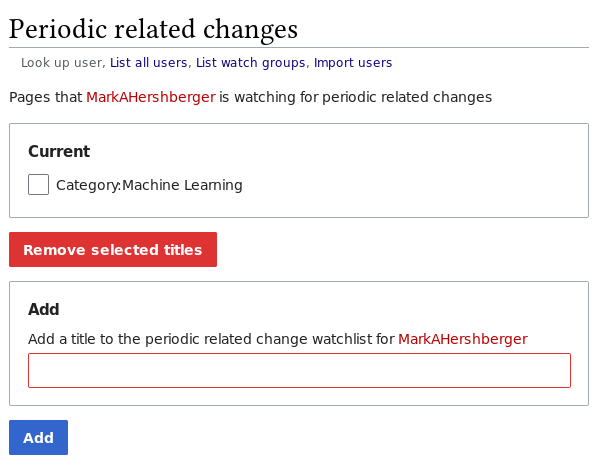 Periodic related changes
Look up user, List all users, List watch groups, Import users
Pages that MarkAHershberger is watching for periodic related changes
Current
Category:Machine Learning
Remove selected titles
Add
Add a title to the periodic related change watchlist for MarkAHershberger
Add